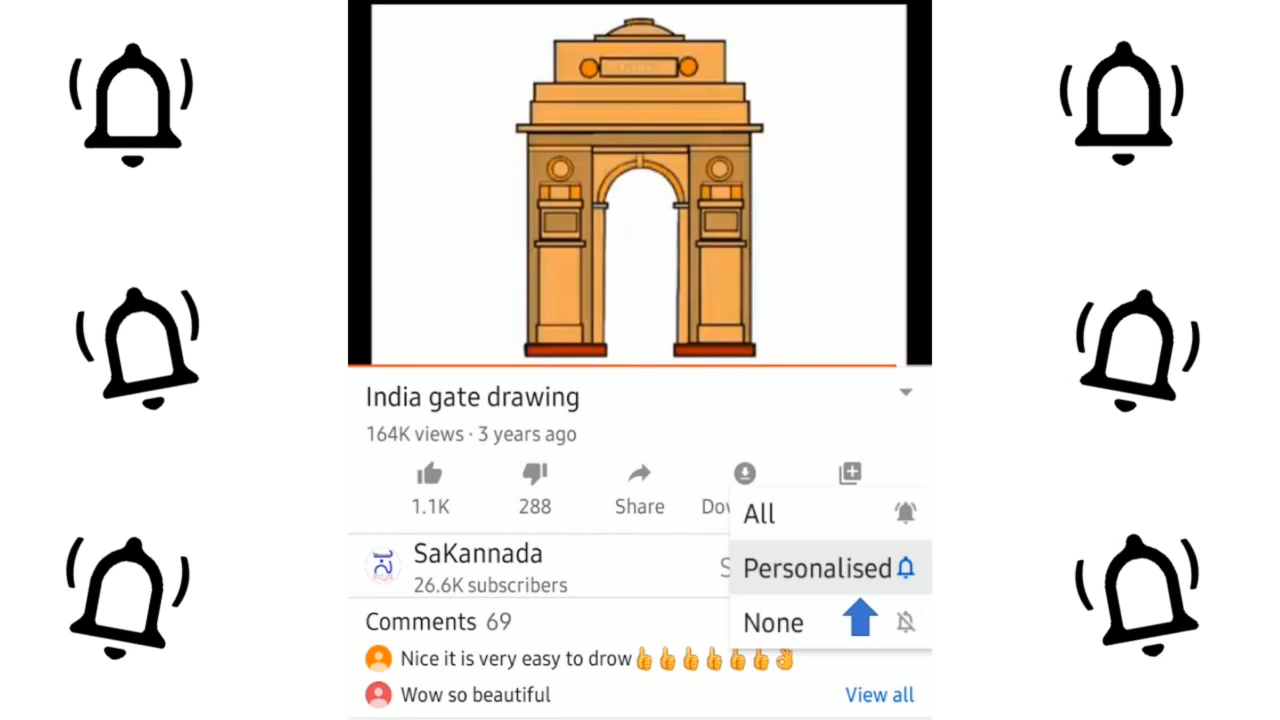 India gate drawing
164K views · 3 years ago
1.1K 288 Share
All
SaKannada
26.6K subscribers
Personalised
Comments 69
None
Nice it is very easy to drow👍👍👍👍👍👍👌
Wow so beautiful View all